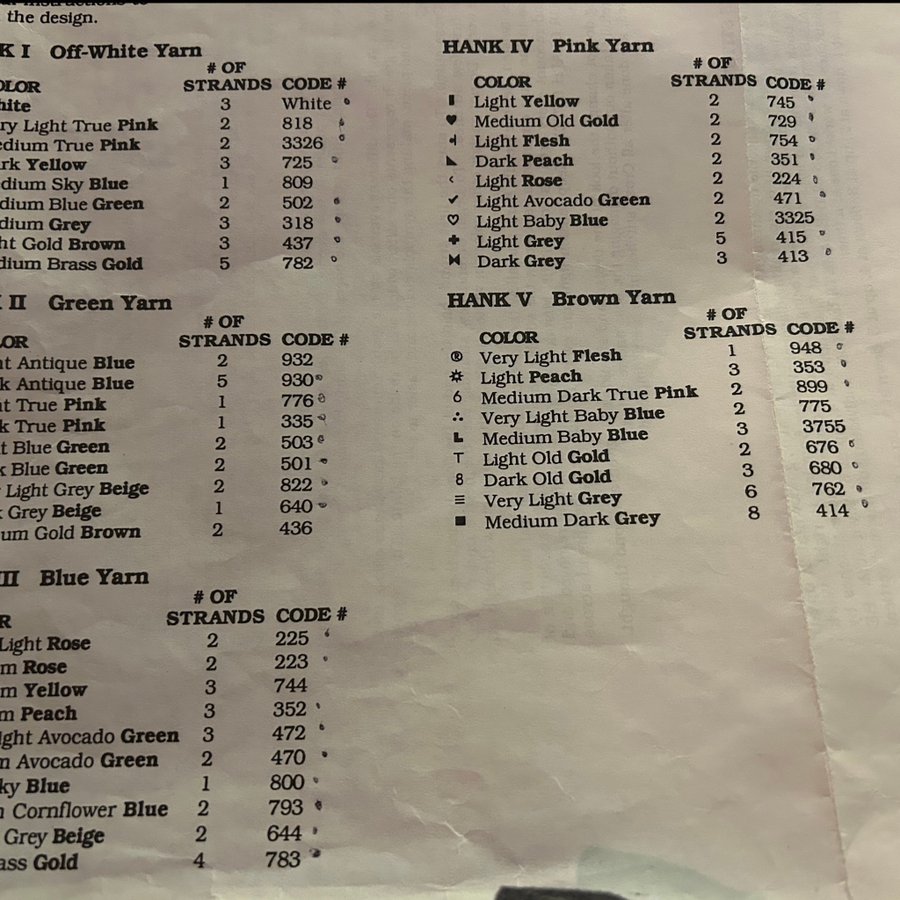 the design.
K I Off-White Yarn
OLOR # OF STRANDS CODE #
hite 3 White
ry Light True Pink 2 818
edium True Pink 2 3326
rk Yellow 3 725
dium Sky Blue 1 809
dium Blue Green 2 502
dium Grey 3 318
ht Gold Brown 3 437
dium Brass Gold 5 782
II Green Yarn
LOR # OF STRANDS CODE #
ht Antique Blue 2 932
k Antique Blue 5 930
t True Pink 1 776
k True Pink 1 335
t Blue Green 2 503
k Blue Green 2 501
Light Grey Beige 2 822
k Grey Beige 1 640
um Gold Brown 2 436
III Blue Yarn
R # OF STRANDS CODE #
Light Rose 2 225
m Rose 2 223
m Yellow 3 744
m Peach 3 352
ght Avocado Green 3 472
m Avocado Green 2 470
ky Blue 1 800
n Cornflower Blue 2 793
Grey Beige 2 644
ass Gold 4 783
HANK IV Pink Yarn
COLOR # OF STRANDS CODE #
Light Yellow 2 745
♥ Medium Old Gold 2 729
Light Flesh 2 754
◣ Dark Peach 2 351
‹ Light Rose 2 224
✓ Light Avocado Green 2 471
♡ Light Baby Blue 2 3325
✚ Light Grey 5 415
⧓ Dark Grey 3 413
HANK V Brown Yarn
COLOR # OF STRANDS CODE #
® Very Light Flesh 1 948
Light Peach 3 353
6 Medium Dark True Pink 2 899
∴ Very Light Baby Blue 2 775
L Medium Baby Blue 3 3755
T Light Old Gold 2 676
8 Dark Old Gold 3 680
≡ Very Light Grey 6 762
■ Medium Dark Grey 8 414